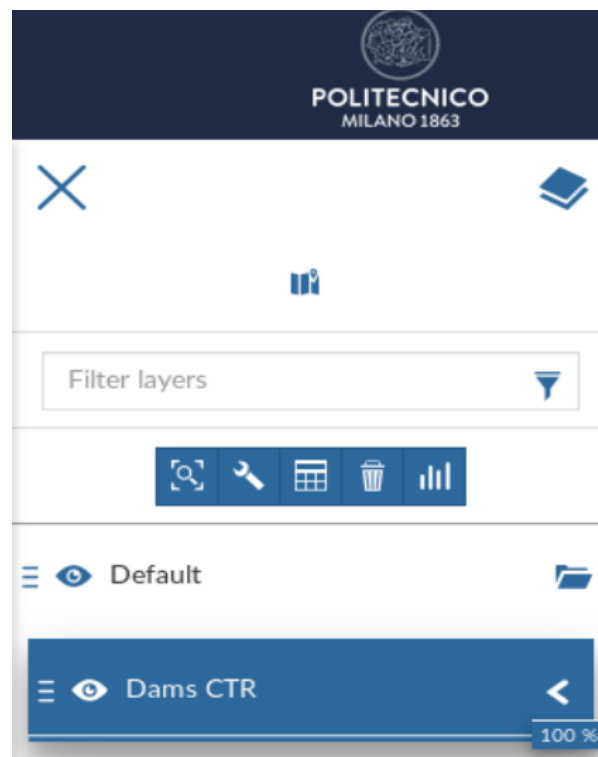 POLITECNICO
MILANO 1863
Filter layers
Default
Dams CTR
100 %